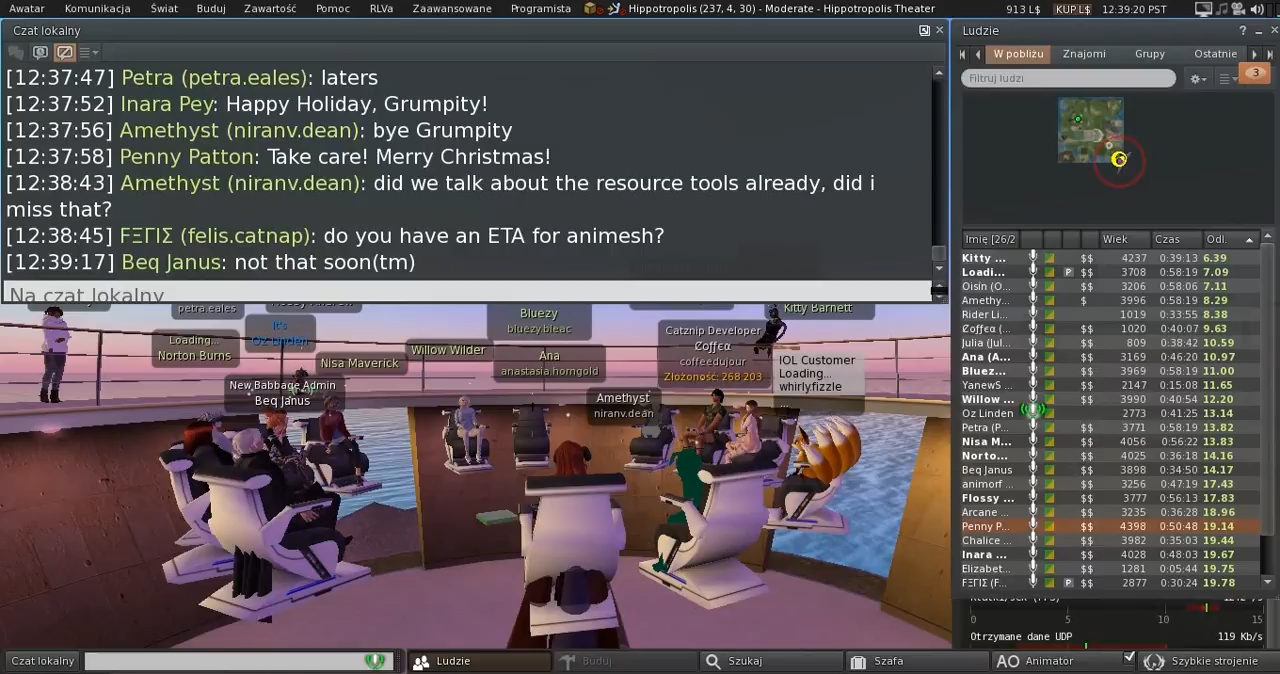 Awatar Komunikacja Świat Buduj Zawartość Pomoc RLVa Zaawansowane Programista Hippotropolis (237, 4, 30) - Moderate - Hippotropolis Theater 913 L$ KUP L$ 12:39:20 PST
Czat lokalny
[12:37:47] Petra (petra.eales): laters
[12:37:52] Inara Pey: Happy Holiday, Grumpity!
[12:37:56] Amethyst (niranv.dean): bye Grumpity
[12:37:58] Penny Patton: Take care! Merry Christmas!
[12:38:43] Amethyst (niranv.dean): did we talk about the resource tools already, did i
miss that?
[12:38:45] FΞΓIΣ (felis.catnap): do you have an ETA for animesh?
[12:39:17] Beq Janus: not that soon(tm)
Na czat lokalny
petra.eales
It's
Oz Linden
Loading...
Norton Burns
Nisa Maverick
New Babbage Admin
Beq Janus
Willow Wilder
Bluezy
bluezy.bleac
Ana
anastasia.horngold
Amethyst
niranv.dean
Kitty Barnett
Catznip Developer
Ȼσƒƒєα
coffeedujour
Złożoność: 268 203
IOL Customer
Loading...
whirly.fizzle
...
Ludzie
W pobliżu Znajomi Grupy Ostatnie
Filtruj ludzi
3
Imię [26/2 Wiek Czas Odl.
Kitty ... $$ 4237 0:39:13 6.39
Loadi... P $$ 3708 0:58:19 7.09
Oisín (O... $$ 3206 0:58:06 7.11
Amethy... $ 3996 0:58:19 8.29
Rider Li... 1019 0:33:55 8.38
Ȼσƒƒєα (... $$ 1020 0:40:07 9.63
Julia (Jul... $$ 809 0:38:42 10.59
Ana (A... $$ 3169 0:46:20 10.97
Bluez... $$ 3969 0:58:19 11.00
YanewS... $$ 2147 0:15:08 11.65
Willow ... $$ 3990 0:40:54 12.20
Oz Linden 2773 0:41:25 13.14
Petra (P... $$ 3771 0:58:19 13.82
Nisa M... $$ 4056 0:56:22 13.83
Norto... $$ 4025 0:36:18 14.16
Beq Janus $$ 3898 0:34:50 14.17
animorf ... $$ 3256 0:47:19 17.43
Flossy ... $$ 3777 0:56:13 17.83
Arcane ... $$ 3235 0:36:28 18.96
Penny P... $$ 4398 0:50:48 19.14
Chalice ... $$ 3982 0:35:03 19.44
Inara ... $$ 4028 0:48:03 19.67
Elizabet... $$ 1281 0:05:44 19.75
FΞΓIΣ (F... P $$ 2877 0:30:24 19.78
0 5 10 15
Otrzymane dane UDP 119 Kb/s
Czat lokalny Ludzie Buduj Szukaj Szafa AO Animator Szybkie strojenie